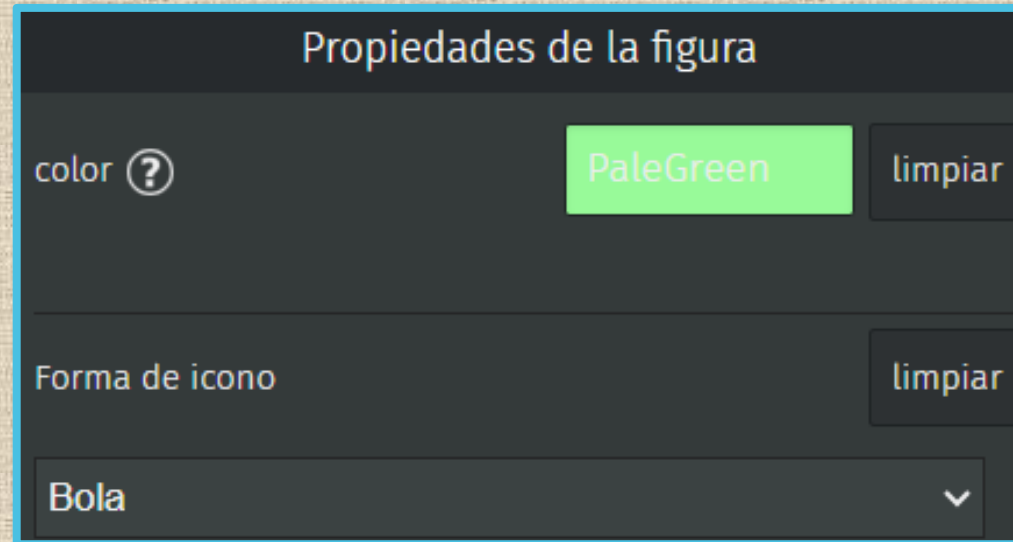 Propiedades de la figura
color ? PaleGreen limpiar
Forma de icono limpiar
Bola